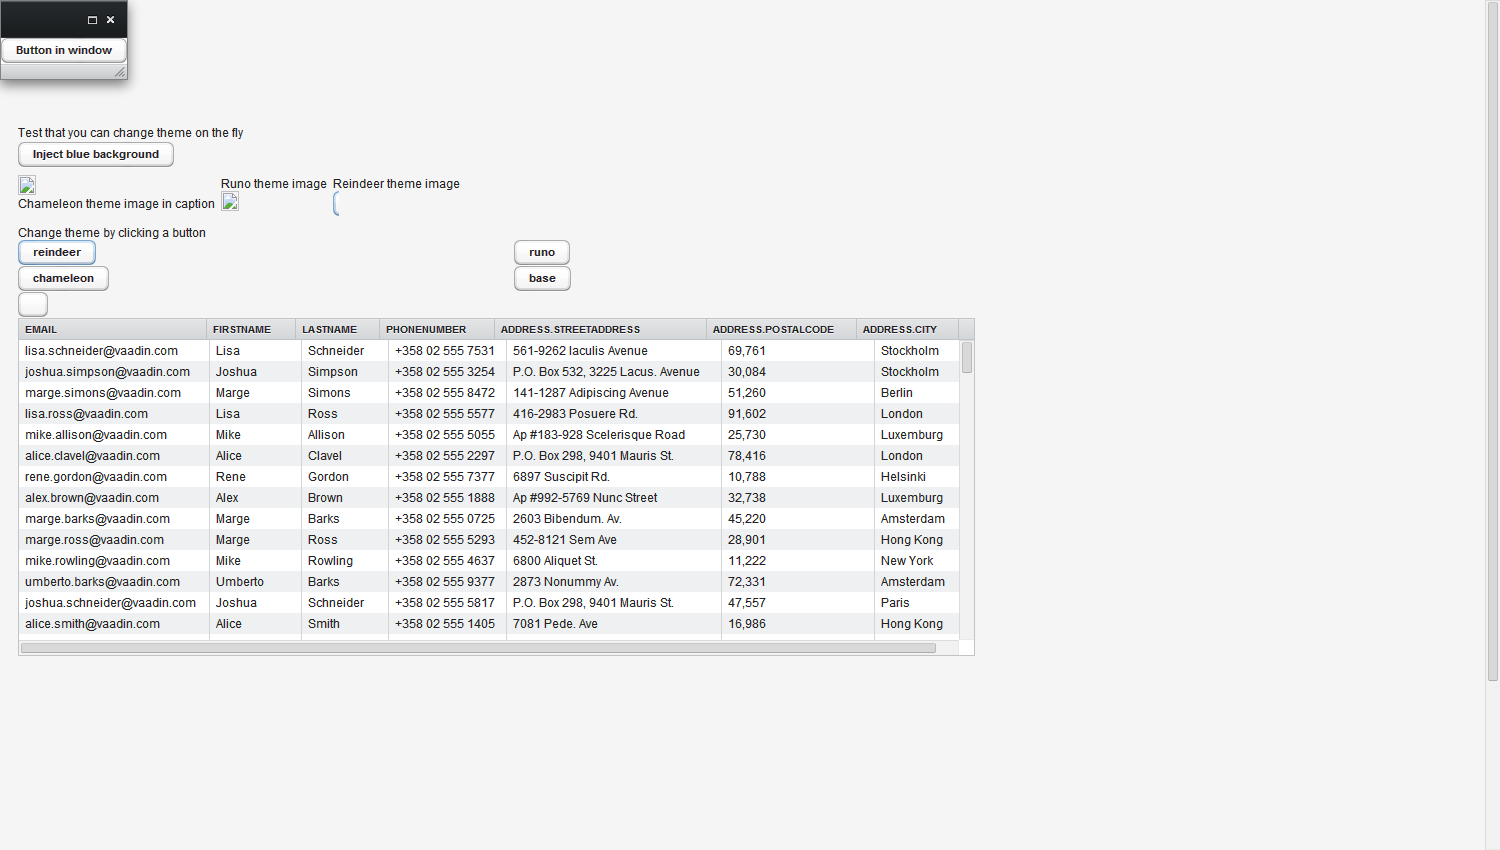 Button in window
Test that you can change theme on the fly
Inject blue background
Runo theme image Reindeer theme image
Chameleon theme image in caption
Change theme by clicking a button
reindeer runo
chameleon base
EMAIL FIRSTNAME LASTNAME PHONENUMBER ADDRESS.STREETADDRESS ADDRESS.POSTALCODE ADDRESS.CITY
lisa.schneider@vaadin.com Lisa Schneider +358 02 555 7531 561-9262 Iaculis Avenue 69,761 Stockholm
joshua.simpson@vaadin.com Joshua Simpson +358 02 555 3254 P.O. Box 532, 3225 Lacus. Avenue 30,084 Stockholm
marge.simons@vaadin.com Marge Simons +358 02 555 8472 141-1287 Adipiscing Avenue 51,260 Berlin
lisa.ross@vaadin.com Lisa Ross +358 02 555 5577 416-2983 Posuere Rd. 91,602 London
mike.allison@vaadin.com Mike Allison +358 02 555 5055 Ap #183-928 Scelerisque Road 25,730 Luxemburg
alice.clavel@vaadin.com Alice Clavel +358 02 555 2297 P.O. Box 298, 9401 Mauris St. 78,416 London
rene.gordon@vaadin.com Rene Gordon +358 02 555 7377 6897 Suscipit Rd. 10,788 Helsinki
alex.brown@vaadin.com Alex Brown +358 02 555 1888 Ap #992-5769 Nunc Street 32,738 Luxemburg
marge.barks@vaadin.com Marge Barks +358 02 555 0725 2603 Bibendum. Av. 45,220 Amsterdam
marge.ross@vaadin.com Marge Ross +358 02 555 5293 452-8121 Sem Ave 28,901 Hong Kong
mike.rowling@vaadin.com Mike Rowling +358 02 555 4637 6800 Aliquet St. 11,222 New York
umberto.barks@vaadin.com Umberto Barks +358 02 555 9377 2873 Nonummy Av. 72,331 Amsterdam
joshua.schneider@vaadin.com Joshua Schneider +358 02 555 5817 P.O. Box 298, 9401 Mauris St. 47,557 Paris
alice.smith@vaadin.com Alice Smith +358 02 555 1405 7081 Pede. Ave 16,986 Hong Kong